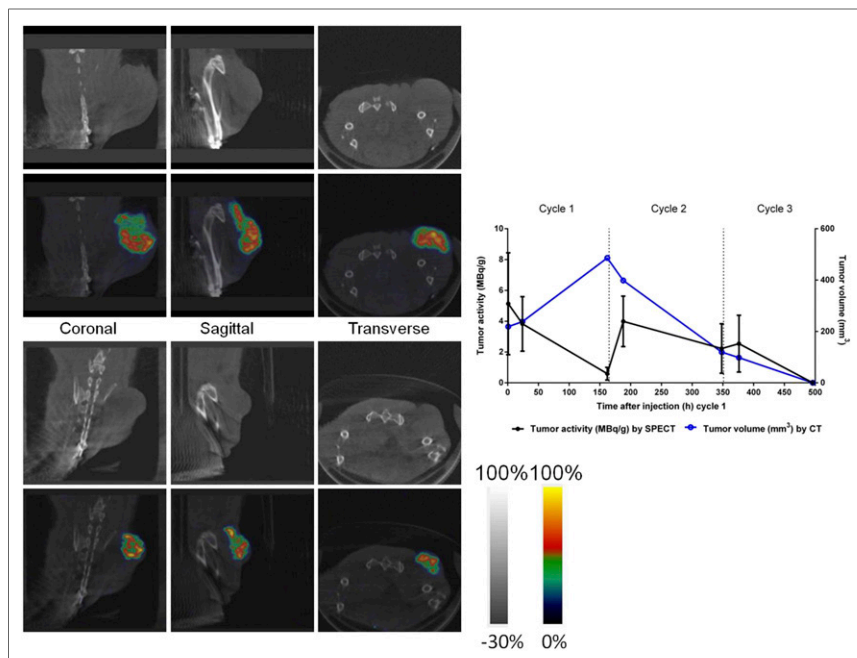 Coronal
Sagittal
Transverse
Cycle 1
Cycle 2
Cycle 3
10
8
6
4
2
0
Tumor activity (MBq/g)
600
400
200
0
Tumor volume (mm³)
0 50 100 150 200 250 300 350 400 450 500
Time after injection (h) cycle 1
Tumor activity (MBq/g) by SPECT
Tumor volume (mm³) by CT
100% 100%
-30% 0%